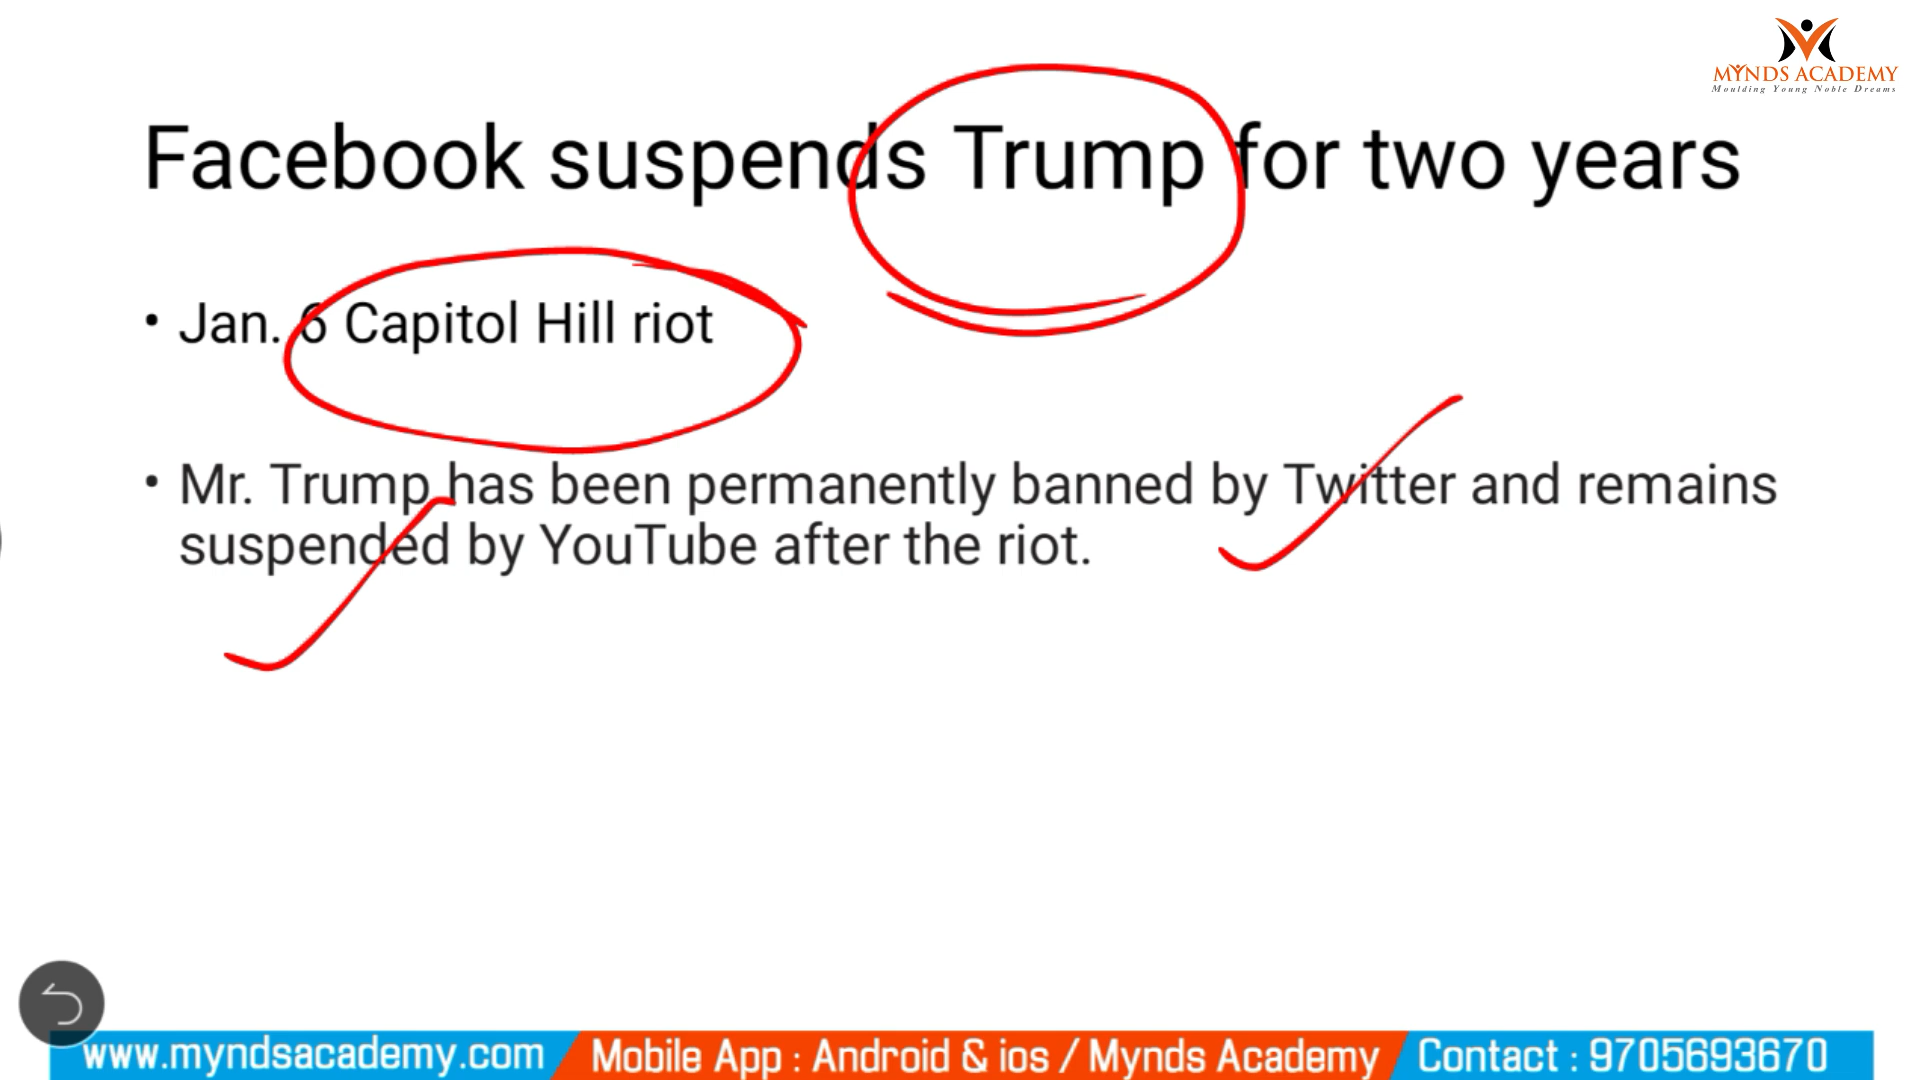 MYNDS ACADEMY
Moulding Young Noble Dreams
Facebook suspends Trump for two years
• Jan. 6 Capitol Hill riot
• Mr. Trump has been permanently banned by Twitter and remains
suspended by YouTube after the riot.
www.myndsacademy.com Mobile App : Android & ios / Mynds Academy Contact : 9705693670